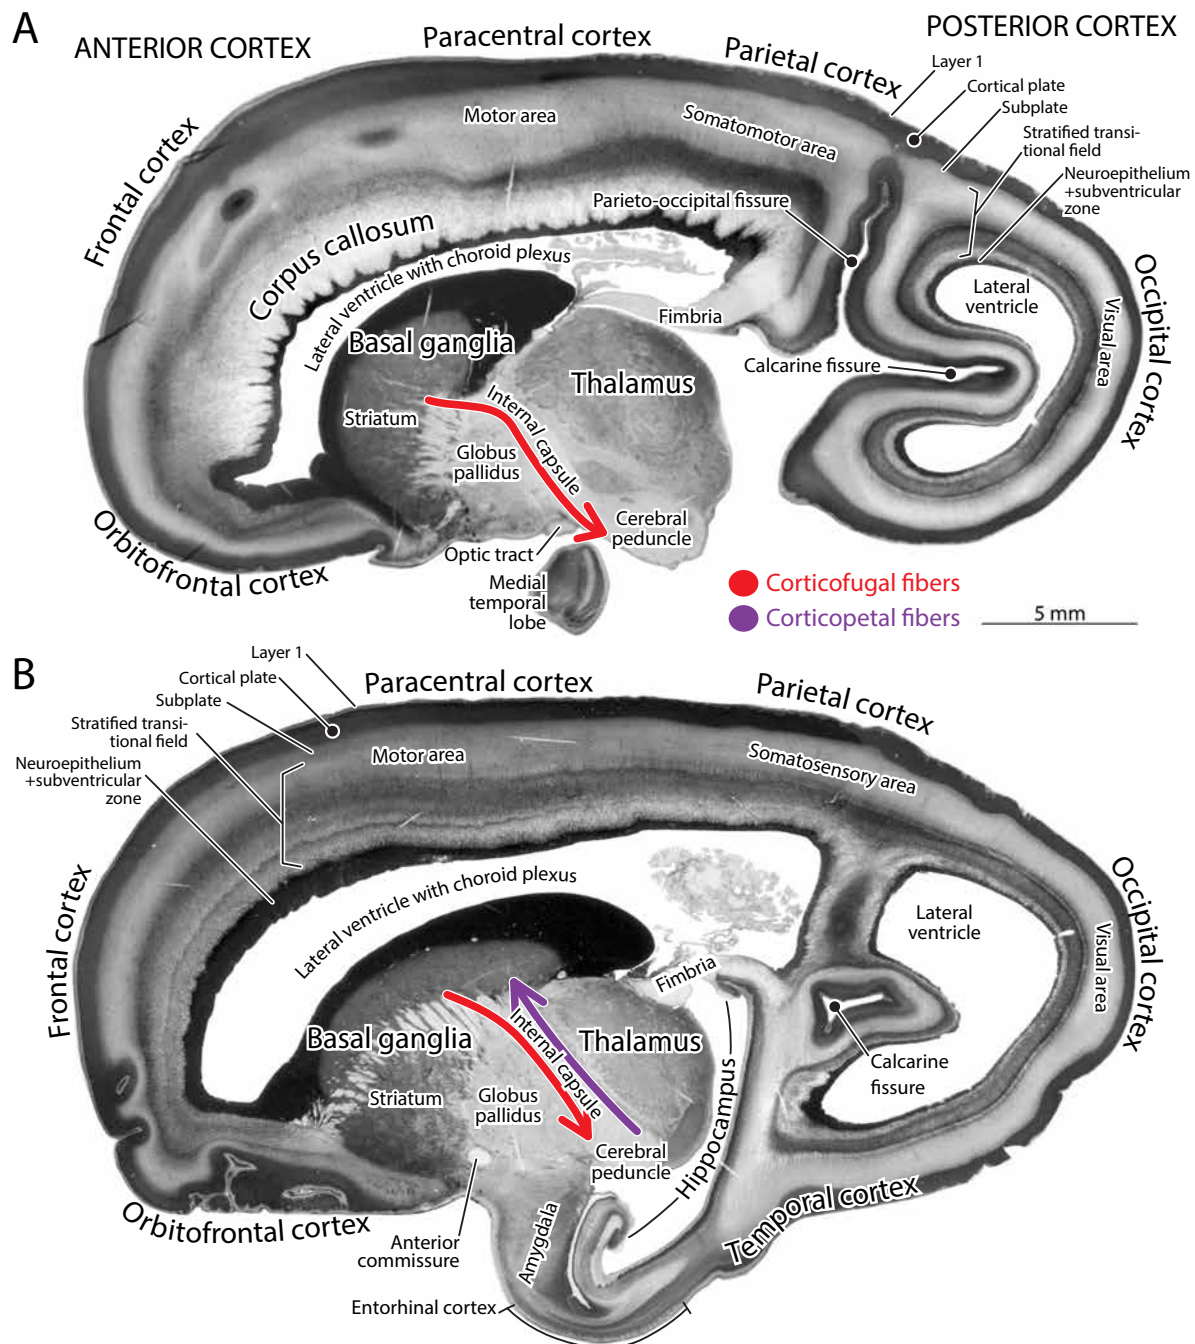 A
ANTERIOR CORTEX
Paracentral cortex
Parietal cortex
POSTERIOR CORTEX
Layer 1
Cortical plate
Subplate
Stratified transi-
tional field
Neuroepithelium
+subventricular
zone
Frontal cortex
Motor area
Somatomotor area
Parieto-occipital fissure
Corpus callosum
Lateral ventricle with choroid plexus
Fimbria
Lateral
ventricle
Visual area
Occipital cortex
Basal ganglia
Thalamus
Calcarine fissure
Striatum
Internal capsule
Globus
pallidus
Cerebral
peduncle
Optic tract
Orbitofrontal cortex
Medial
temporal
lobe
Corticofugal fibers
Corticopetal fibers
5 mm
B
Layer 1
Cortical plate
Subplate
Stratified transi-
tional field
Neuroepithelium
+subventricular
zone
Paracentral cortex
Parietal cortex
Motor area
Somatosensory area
Frontal cortex
Lateral ventricle with choroid plexus
Lateral
ventricle
Visual area
Occipital cortex
Fimbria
Basal ganglia
Thalamus
Internal capsule
Calcarine
fissure
Striatum
Globus
pallidus
Cerebral
peduncle
Hippocampus
Orbitofrontal cortex
Temporal cortex
Anterior
commissure
Amygdala
Entorhinal cortex